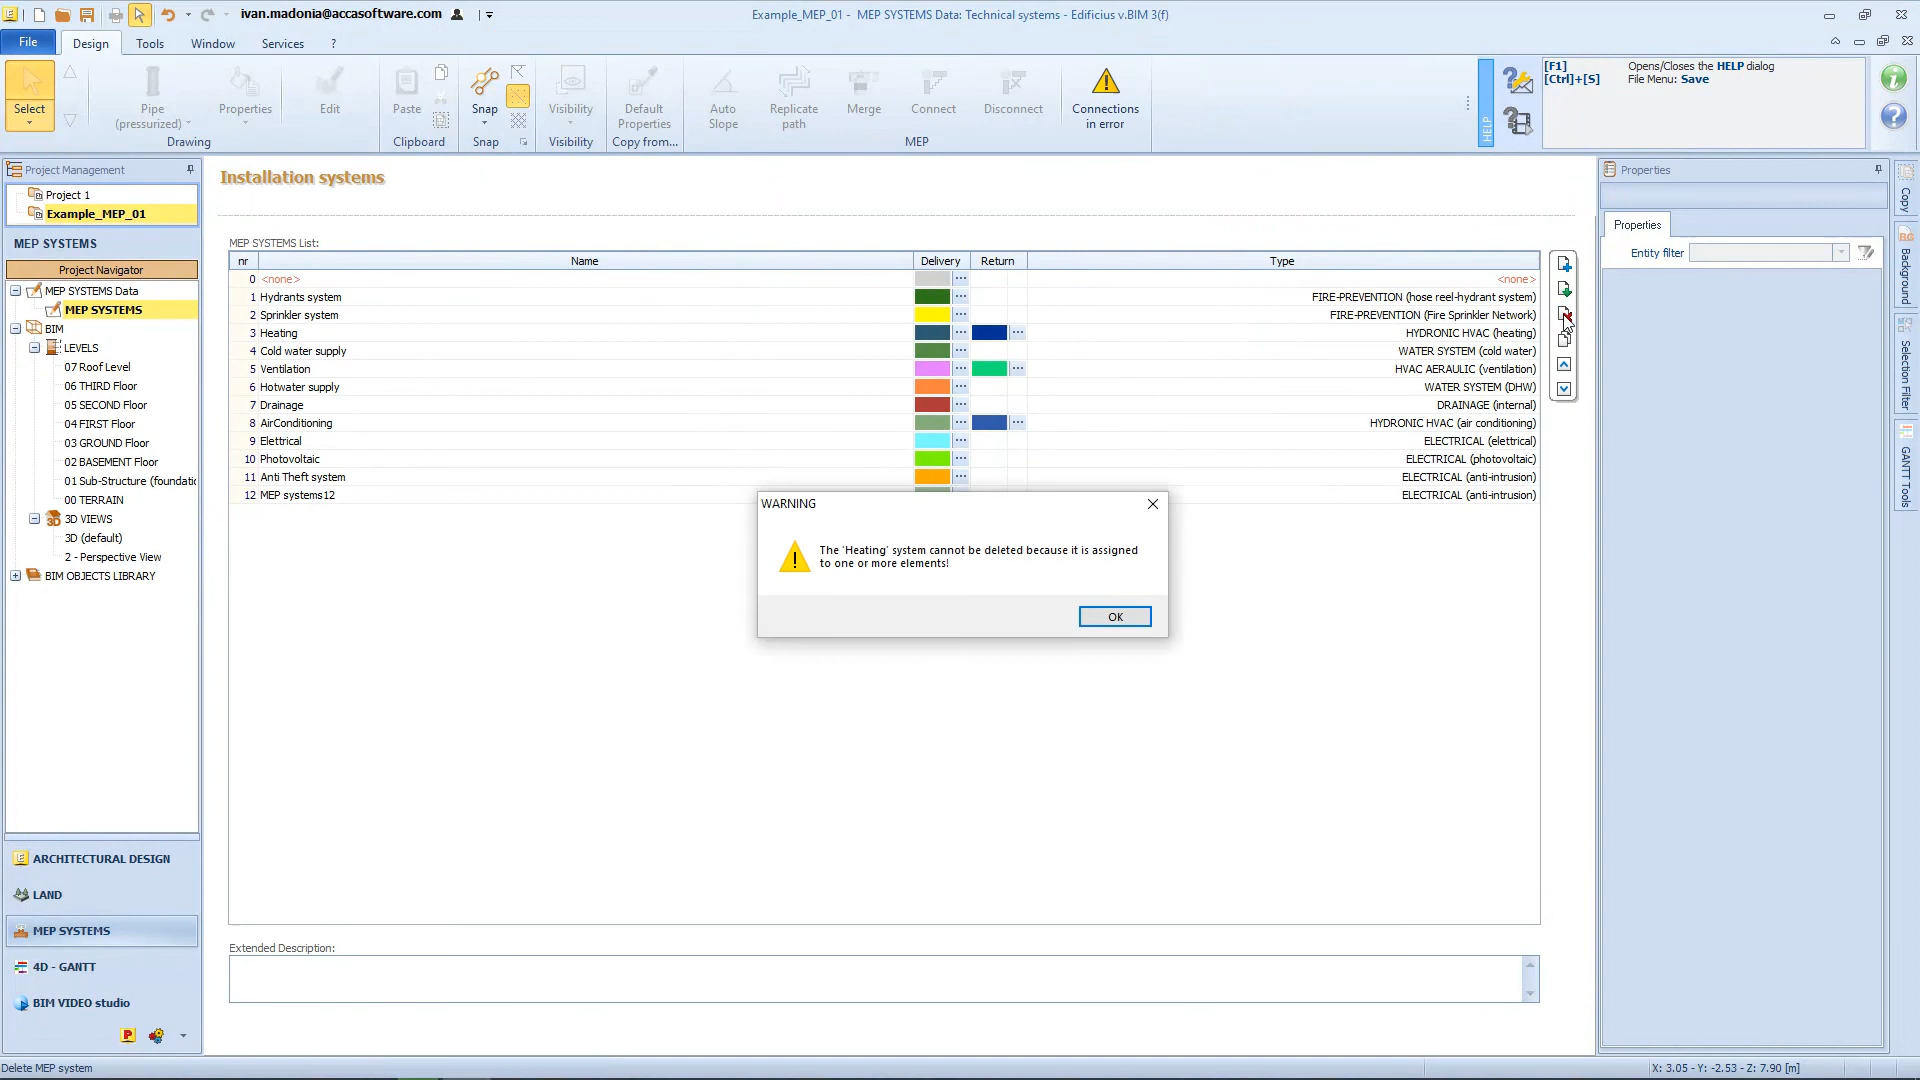 ivan.madonia@accasoftware.com
Example_MEP_01 - MEP SYSTEMS Data: Technical systems - Edificius v.BIM 3(f)
File
Design
Tools
Window
Services
?
Select
Pipe
(pressurized)
Properties
Edit
Drawing
Paste
Clipboard
Snap
Snap
Visibility
Visibility
Default
Properties
Copy from...
Auto
Slope
Replicate
path
Merge
Connect
Disconnect
MEP
Connections
in error
HELP
[F1] Opens/Closes the HELP dialog
[Ctrl]+[S] File Menu: Save
Project Management
Project 1
Example_MEP_01
MEP SYSTEMS
Project Navigator
MEP SYSTEMS Data
MEP SYSTEMS
BIM
LEVELS
07 Roof Level
06 THIRD Floor
05 SECOND Floor
04 FIRST Floor
03 GROUND Floor
02 BASEMENT Floor
01 Sub-Structure (foundatic
00 TERRAIN
3D VIEWS
3D (default)
2 - Perspective View
BIM OBJECTS LIBRARY
ARCHITECTURAL DESIGN
LAND
MEP SYSTEMS
4D - GANTT
BIM VIDEO studio
Installation systems
MEP SYSTEMS List:
nr Name Delivery Return Type
0 <none> <none>
1 Hydrants system FIRE-PREVENTION (hose reel-hydrant system)
2 Sprinkler system FIRE-PREVENTION (Fire Sprinkler Network)
3 Heating HYDRONIC HVAC (heating)
4 Cold water supply WATER SYSTEM (cold water)
5 Ventilation HVAC AERAULIC (ventilation)
6 Hotwater supply WATER SYSTEM (DHW)
7 Drainage DRAINAGE (internal)
8 AirConditioning HYDRONIC HVAC (air conditioning)
9 Elettrical ELECTRICAL (elettrical)
10 Photovoltaic ELECTRICAL (photovoltaic)
11 Anti Theft system ELECTRICAL (anti-intrusion)
12 MEP systems12 ELECTRICAL (anti-intrusion)
WARNING
The 'Heating' system cannot be deleted because it is assigned
to one or more elements!
OK
Extended Description:
Properties
Properties
Entity filter
Copy
Background
Selection Filter
GANTT Tools
Delete MEP system
X: 3.05 - Y: -2.53 - Z: 7.90 [m]